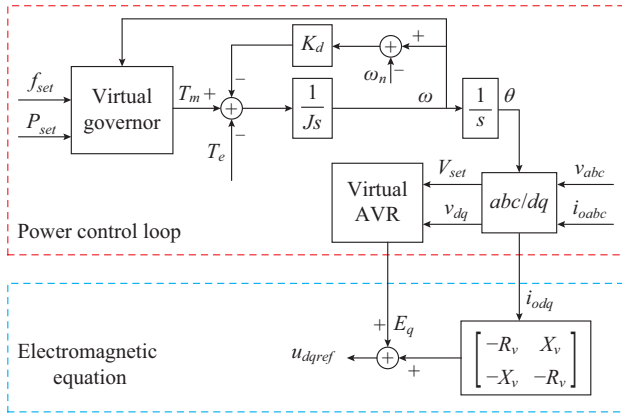 K_d
+
ω_n
−
−
f_set
P_set
Virtual
governor
T_m +
−
T_e
1
Js
ω
1
s
θ
Virtual
AVR
V_set
v_dq
abc/dq
v_abc
i_oabc
Power control loop
i_odq
Electromagnetic
equation
+ E_q
u_dqref
+
−R_v X_v
−X_v −R_v
+
+